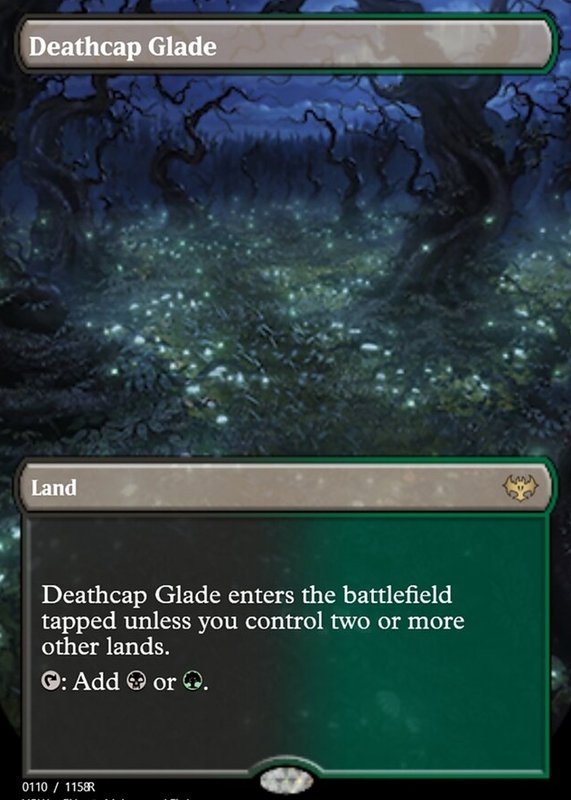 Deathcap Glade
Land
Deathcap Glade enters the battlefield
tapped unless you control two or more
other lands.
: Add or .
0110 / 1158R